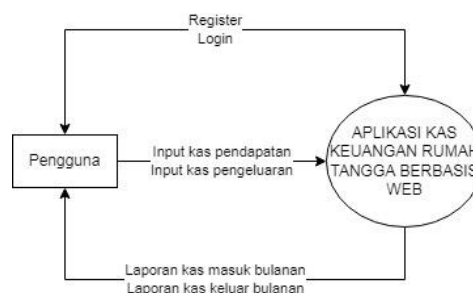 Register
Login
Pengguna
Input kas pendapatan
Input kas pengeluaran
APLIKASI KAS
KEUANGAN RUMAH
TANGGA BERBASIS
WEB
Laporan kas masuk bulanan
Laporan kas keluar bulanan